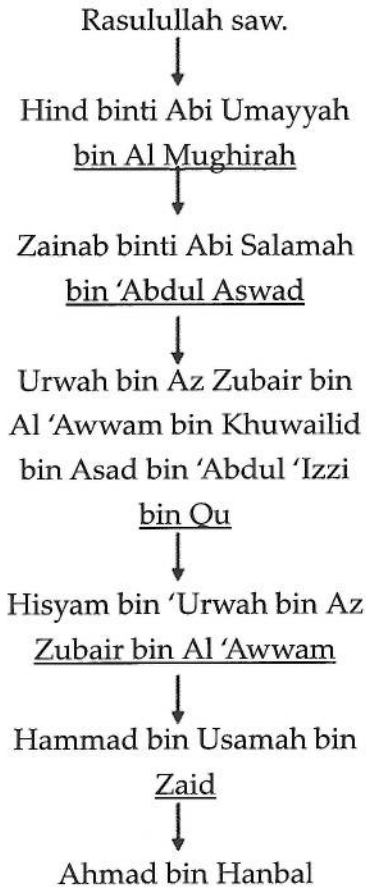 Rasulullah saw.
Hind binti Abi Umayyah
bin Al Mughirah
Zainab binti Abi Salamah
bin ‘Abdul Aswad
Urwah bin Az Zubair bin
Al ‘Awwam bin Khuwailid
bin Asad bin ‘Abdul ‘Izzi
bin Qu
Hisyam bin ‘Urwah bin Az
Zubair bin Al ‘Awwam
Hammad bin Usamah bin
Zaid
Ahmad bin Hanbal